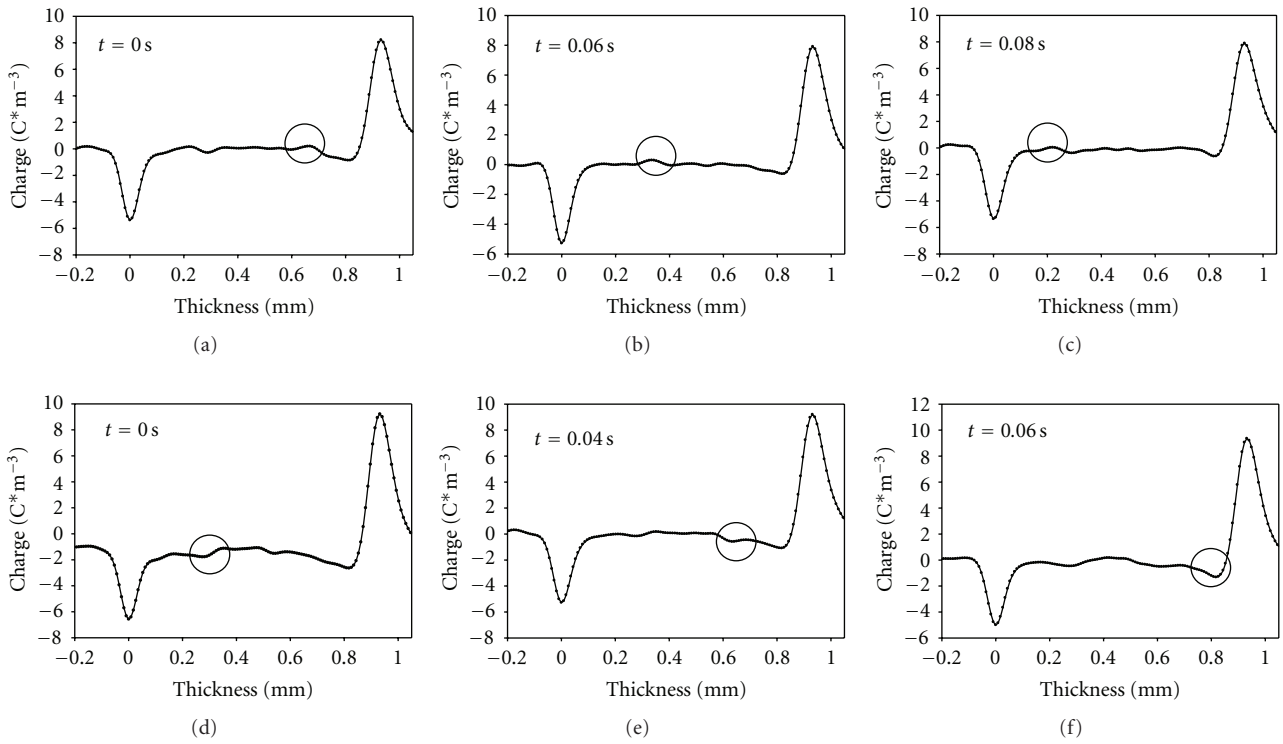 10
8
6
4
2
0
−2
−4
−6
−8
Charge (C*m⁻³)
t = 0 s
−0.2 0 0.2 0.4 0.6 0.8 1
Thickness (mm)
(a)
10
8
6
4
2
0
−2
−4
−6
Charge (C*m⁻³)
t = 0.06 s
−0.2 0 0.2 0.4 0.6 0.8 1
Thickness (mm)
(b)
10
8
6
4
2
0
−2
−4
−6
−8
Charge (C*m⁻³)
t = 0.08 s
−0.2 0 0.2 0.4 0.6 0.8 1
Thickness (mm)
(c)
10
8
6
4
2
0
−2
−4
−6
−8
Charge (C*m⁻³)
t = 0 s
−0.2 0 0.2 0.4 0.6 0.8 1
Thickness (mm)
(d)
10
8
6
4
2
0
−2
−4
−6
−8
Charge (C*m⁻³)
t = 0.04 s
−0.2 0 0.2 0.4 0.6 0.8 1
Thickness (mm)
(e)
12
10
8
6
4
2
0
−2
−4
−6
Charge (C*m⁻³)
t = 0.06 s
−0.2 0 0.2 0.4 0.6 0.8 1
Thickness (mm)
(f)